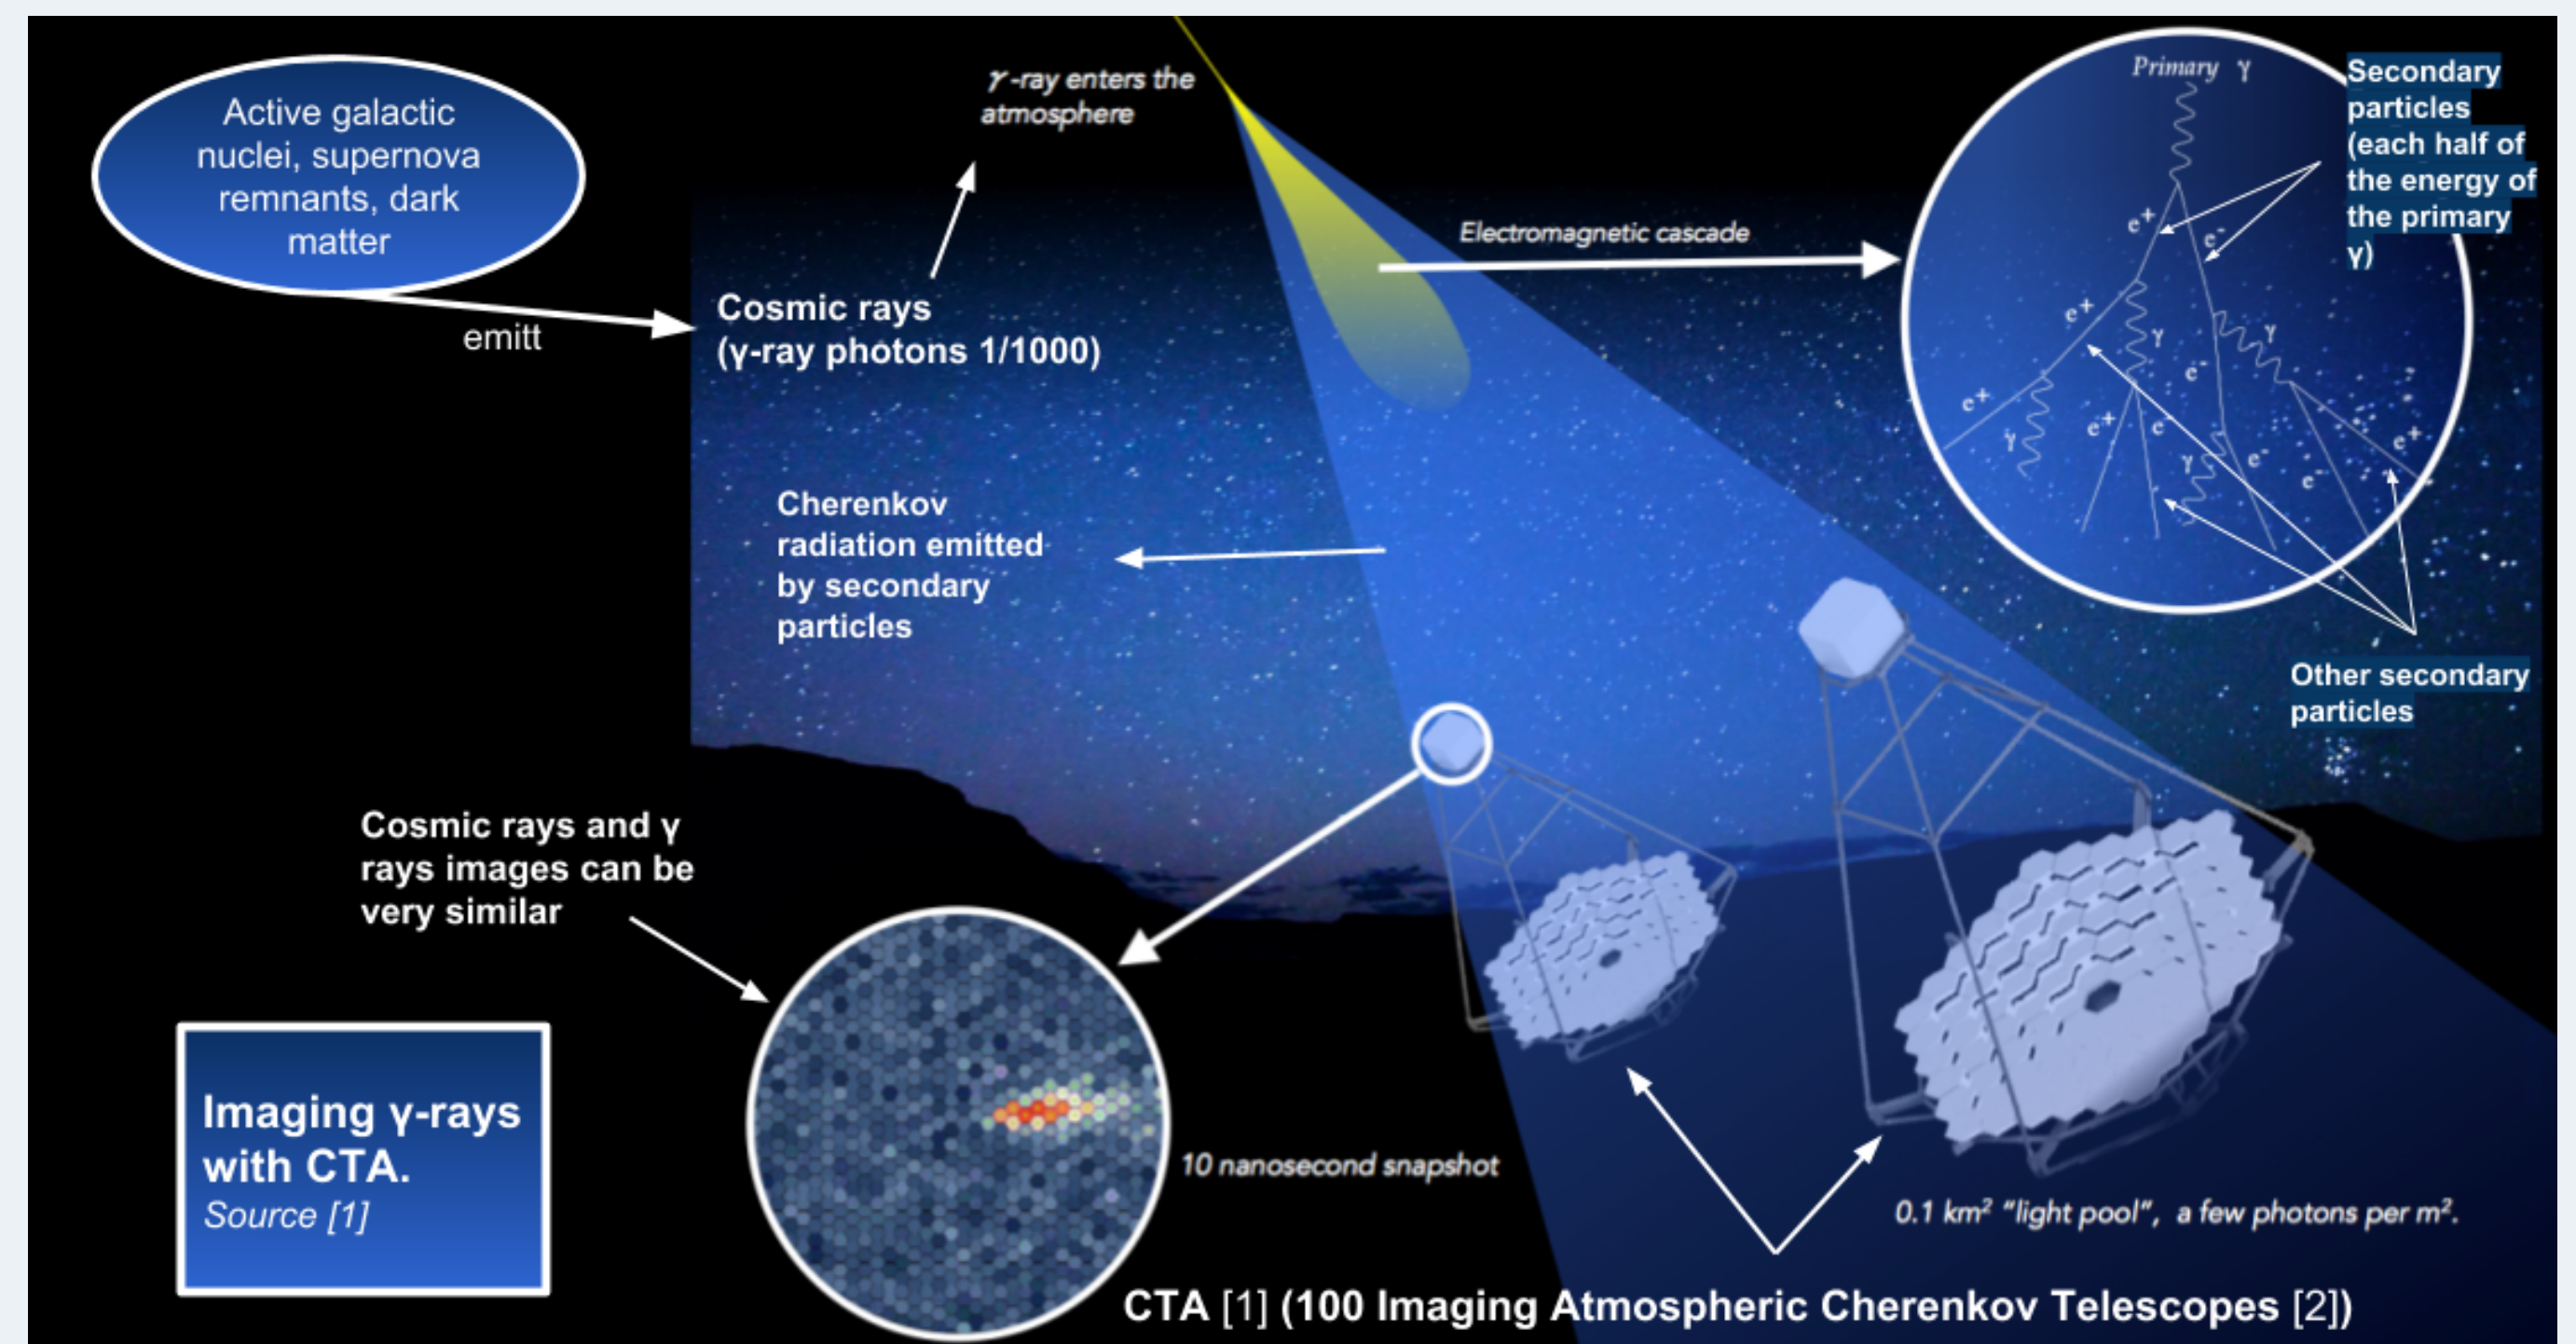 Active galactic
nuclei, supernova
remnants, dark
matter
emitt
Cosmic rays
(γ-ray photons 1/1000)
γ-ray enters the
atmosphere
Electromagnetic cascade
Primary γ
e⁺
e⁻
e⁺
γ
γ
e⁻
e⁺
γ
e⁺
e⁻
γ
e⁻
e⁻
e⁺
Secondary
particles
(each half of
the energy of
the primary
γ)
Other secondary
particles
Cherenkov
radiation emitted
by secondary
particles
Cosmic rays and γ
rays images can be
very similar
10 nanosecond snapshot
0.1 km² “light pool”, a few photons per m².
Imaging γ-rays
with CTA.
Source [1]
CTA [1] (100 Imaging Atmospheric Cherenkov Telescopes [2])